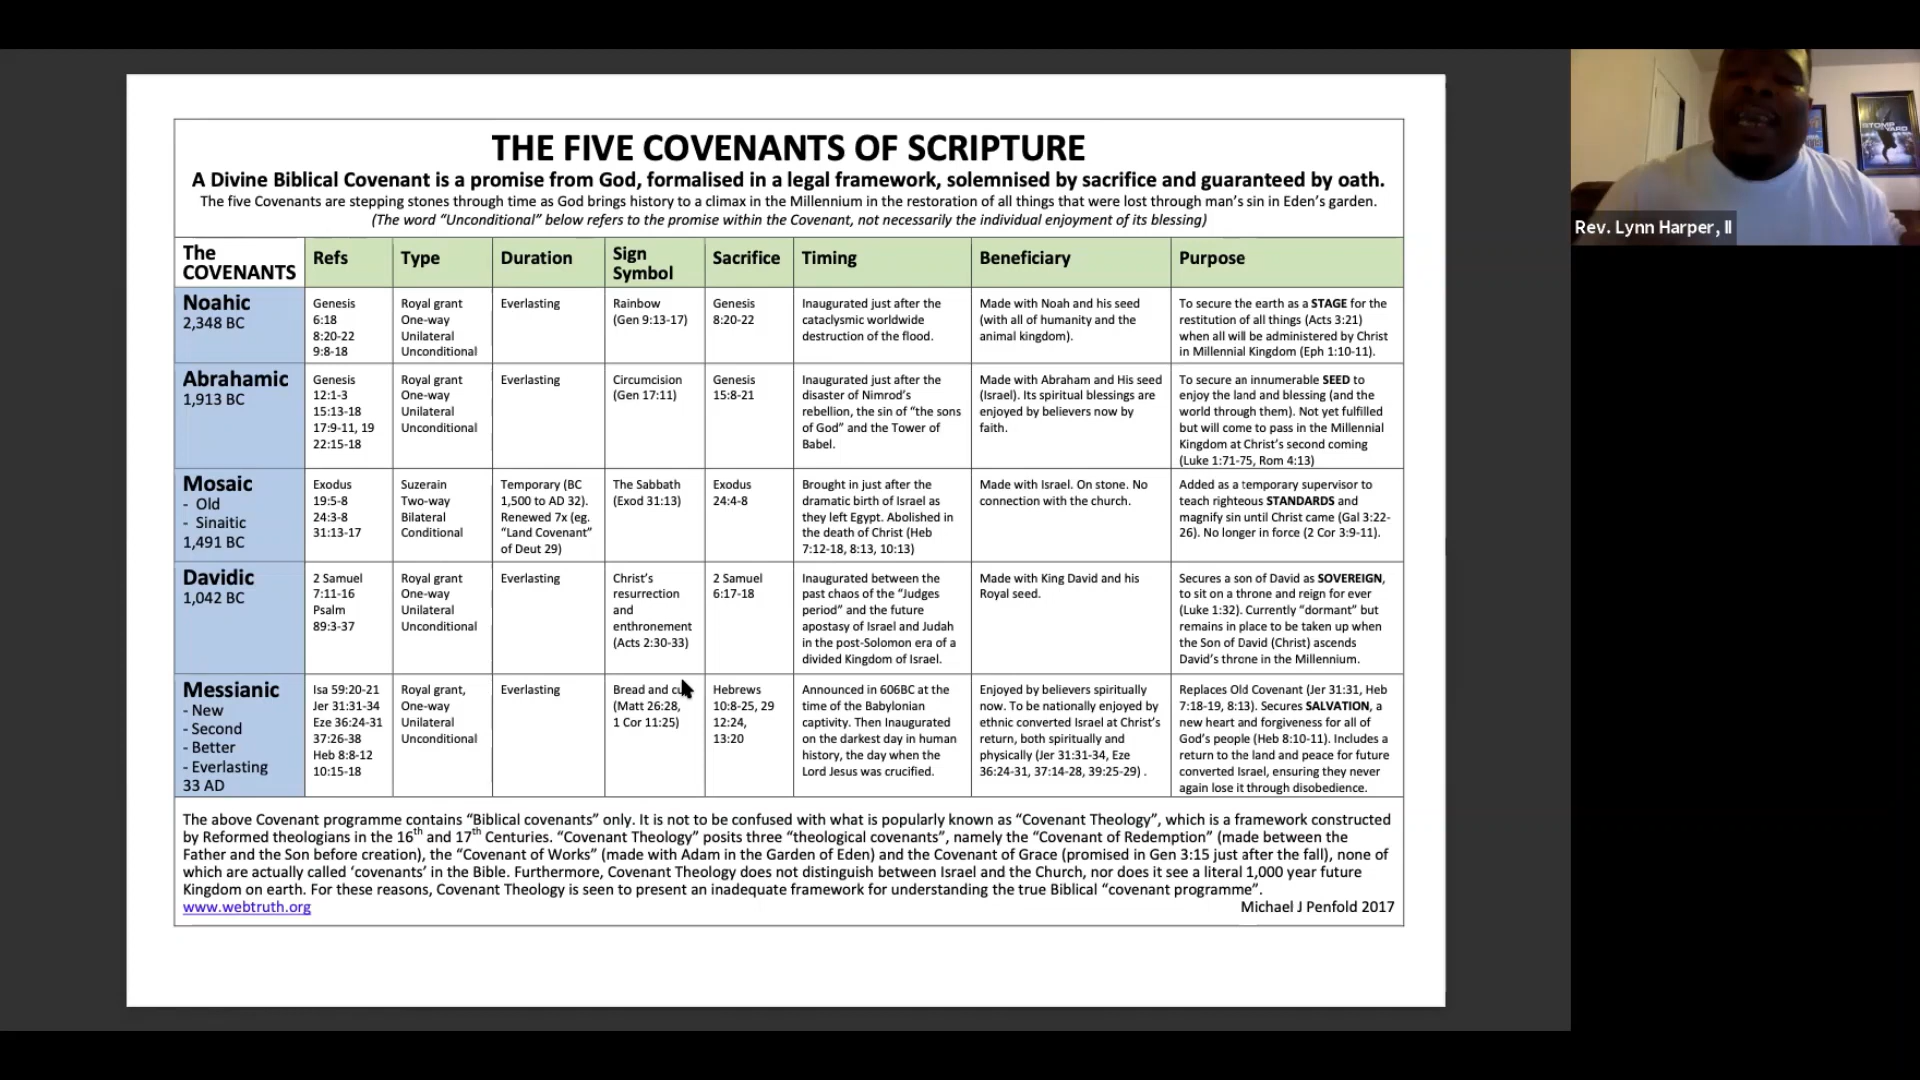 THE FIVE COVENANTS OF SCRIPTURE
A Divine Biblical Covenant is a promise from God, formalised in a legal framework, solemnised by sacrifice and guaranteed by oath.
The five Covenants are stepping stones through time as God brings history to a climax in the Millennium in the restoration of all things that were lost through man's sin in Eden's garden.
(The word "Unconditional" below refers to the promise within the Covenant, not necessarily the individual enjoyment of its blessing)
The
COVENANTS
Refs
Type
Duration
Sign
Symbol
Sacrifice
Timing
Beneficiary
Purpose
Noahic
2,348 BC
Genesis
6:18
8:20-22
9:8-18
Royal grant
One-way
Unilateral
Unconditional
Everlasting
Rainbow
(Gen 9:13-17)
Genesis
8:20-22
Inaugurated just after the
cataclysmic worldwide
destruction of the flood.
Made with Noah and his seed
(with all of humanity and the
animal kingdom).
To secure the earth as a STAGE for the
restitution of all things (Acts 3:21)
when all will be administered by Christ
in Millennial Kingdom (Eph 1:10-11).
Abrahamic
1,913 BC
Genesis
12:1-3
15:13-18
17:9-11, 19
22:15-18
Royal grant
One-way
Unilateral
Unconditional
Everlasting
Circumcision
(Gen 17:11)
Genesis
15:8-21
Inaugurated just after the
disaster of Nimrod's
rebellion, the sin of "the sons
of God" and the Tower of
Babel.
Made with Abraham and His seed
(Israel). Its spiritual blessings are
enjoyed by believers now by
faith.
To secure an innumerable SEED to
enjoy the land and blessing (and the
world through them). Not yet fulfilled
but will come to pass in the Millennial
Kingdom at Christ's second coming
(Luke 1:71-75, Rom 4:13)
Mosaic
- Old
- Sinaitic
1,491 BC
Exodus
19:5-8
24:3-8
31:13-17
Suzerain
Two-way
Bilateral
Conditional
Temporary (BC
1,500 to AD 32).
Renewed 7x (eg.
"Land Covenant"
of Deut 29)
The Sabbath
(Exod 31:13)
Exodus
24:4-8
Brought in just after the
dramatic birth of Israel as
they left Egypt. Abolished in
the death of Christ (Heb
7:12-18, 8:13, 10:13)
Made with Israel. On stone. No
connection with the church.
Added as a temporary supervisor to
teach righteous STANDARDS and
magnify sin until Christ came (Gal 3:22-
26). No longer in force (2 Cor 3:9-11).
Davidic
1,042 BC
2 Samuel
7:11-16
Psalm
89:3-37
Royal grant
One-way
Unilateral
Unconditional
Everlasting
Christ's
resurrection
and
enthronement
(Acts 2:30-33)
2 Samuel
6:17-18
Inaugurated between the
past chaos of the "Judges
period" and the future
apostasy of Israel and Judah
in the post-Solomon era of a
divided Kingdom of Israel.
Made with King David and his
Royal seed.
Secures a son of David as SOVEREIGN,
to sit on a throne and reign for ever
(Luke 1:32). Currently "dormant" but
remains in place to be taken up when
the Son of David (Christ) ascends
David's throne in the Millennium.
Messianic
- New
- Second
- Better
- Everlasting
33 AD
Isa 59:20-21
Jer 31:31-34
Eze 36:24-31
37:26-38
Heb 8:8-12
10:15-18
Royal grant,
One-way
Unilateral
Unconditional
Everlasting
Bread and
(Matt 26:28,
1 Cor 11:25)
Hebrews
10:8-25, 29
12:24,
13:20
Announced in 606BC at the
time of the Babylonian
captivity. Then Inaugurated
on the darkest day in human
history, the day when the
Lord Jesus was crucified.
Enjoyed by believers spiritually
now. To be nationally enjoyed by
ethnic converted Israel at Christ's
return, both spiritually and
physically (Jer 31:31-34, Eze
36:24-31, 37:14-28, 39:25-29) .
Replaces Old Covenant (Jer 31:31, Heb
7:18-19, 8:13). Secures SALVATION, a
new heart and forgiveness for all of
God's people (Heb 8:10-11). Includes a
return to the land and peace for future
converted Israel, ensuring they never
again lose it through disobedience.
The above Covenant programme contains "Biblical covenants" only. It is not to be confused with what is popularly known as "Covenant Theology", which is a framework constructed
by Reformed theologians in the 16th and 17th Centuries. "Covenant Theology" posits three "theological covenants", namely the "Covenant of Redemption" (made between the
Father and the Son before creation), the "Covenant of Works" (made with Adam in the Garden of Eden) and the Covenant of Grace (promised in Gen 3:15 just after the fall), none of
which are actually called 'covenants' in the Bible. Furthermore, Covenant Theology does not distinguish between Israel and the Church, nor does it see a literal 1,000 year future
Kingdom on earth. For these reasons, Covenant Theology is seen to present an inadequate framework for understanding the true Biblical "covenant programme".
www.webtruth.org
Michael J Penfold 2017
STOMP
YARD
Rev. Lynn Harper, II